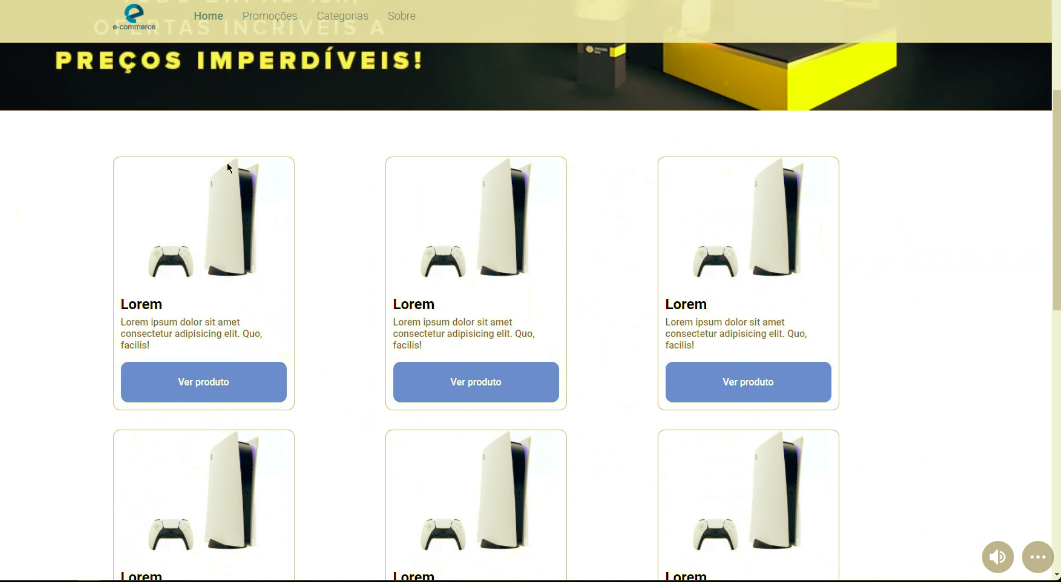 e-commerce
Home Promoções Categorias Sobre
OFERTAS INCRÍVEIS A
PREÇOS IMPERDÍVEIS!
Lorem
Lorem ipsum dolor sit amet
consectetur adipisicing elit. Quo,
facilis!
Ver produto
Lorem
Lorem ipsum dolor sit amet
consectetur adipisicing elit. Quo,
facilis!
Ver produto
Lorem
Lorem ipsum dolor sit amet
consectetur adipisicing elit. Quo,
facilis!
Ver produto
Lorem
Lorem
Lorem